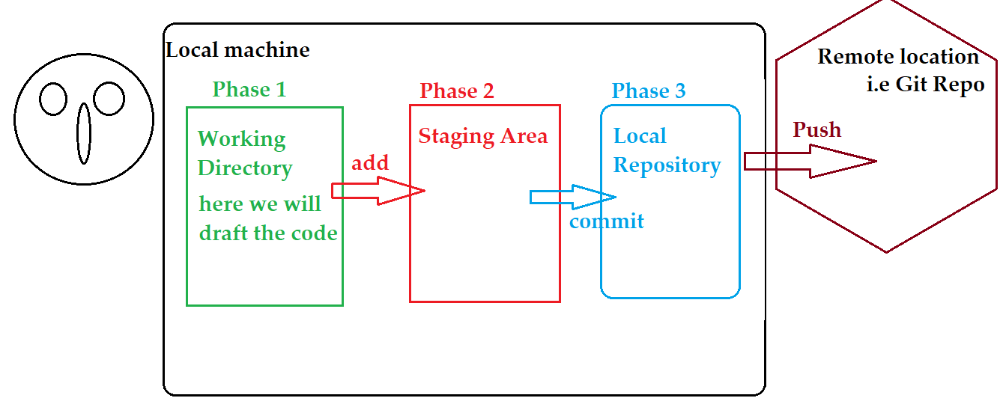 Local machine
Phase 1
Working
Directory
here we will
draft the code
add
Phase 2
Staging Area
commit
Phase 3
Local
Repository
Push
Remote location
i.e Git Repo